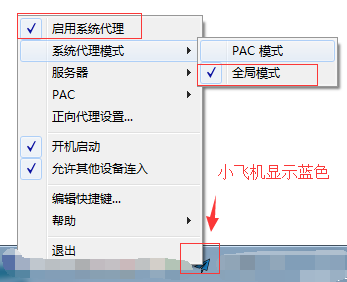 启用系统代理
系统代理模式
PAC 模式
服务器
全局模式
PAC
正向代理设置...
开机启动
允许其他设备连入
小飞机显示蓝色
编辑快捷键...
帮助
退出